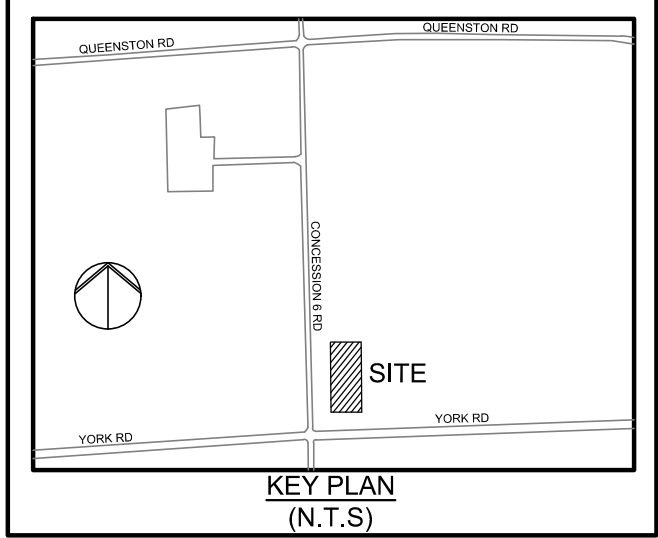 QUEENSTON RD
QUEENSTON RD
CONCESSION 6 RD
SITE
YORK RD
YORK RD
KEY PLAN
(N.T.S)